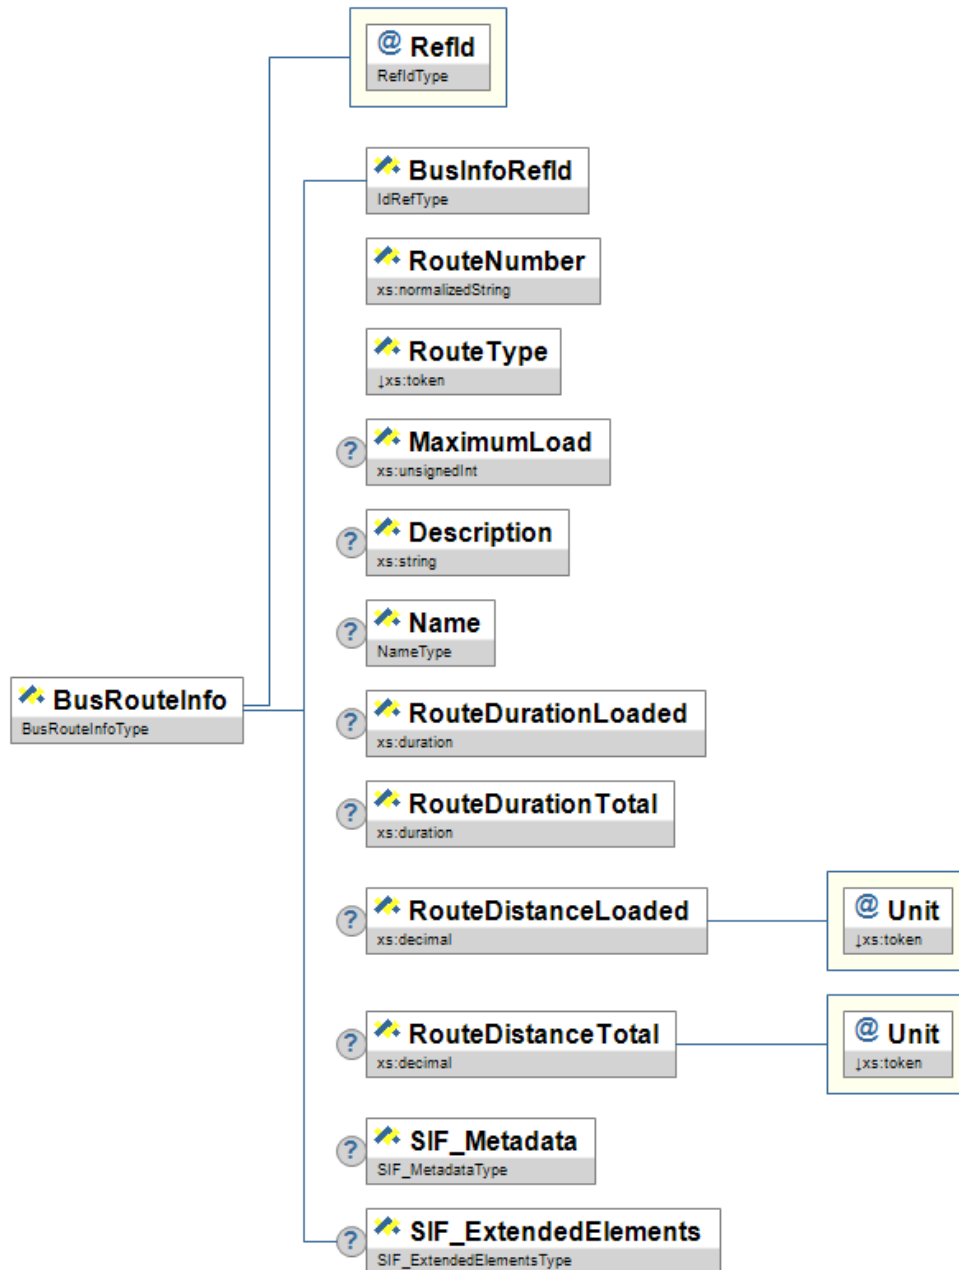 @ RefId
RefIdType
BusInfoRefId
IdRefType
RouteNumber
xs:normalizedString
RouteType
↓xs:token
? MaximumLoad
xs:unsignedInt
? Description
xs:string
? Name
NameType
BusRouteInfo
BusRouteInfoType
? RouteDurationLoaded
xs:duration
? RouteDurationTotal
xs:duration
? RouteDistanceLoaded
xs:decimal
@ Unit
↓xs:token
? RouteDistanceTotal
xs:decimal
@ Unit
↓xs:token
? SIF_Metadata
SIF_MetadataType
? SIF_ExtendedElements
SIF_ExtendedElementsType